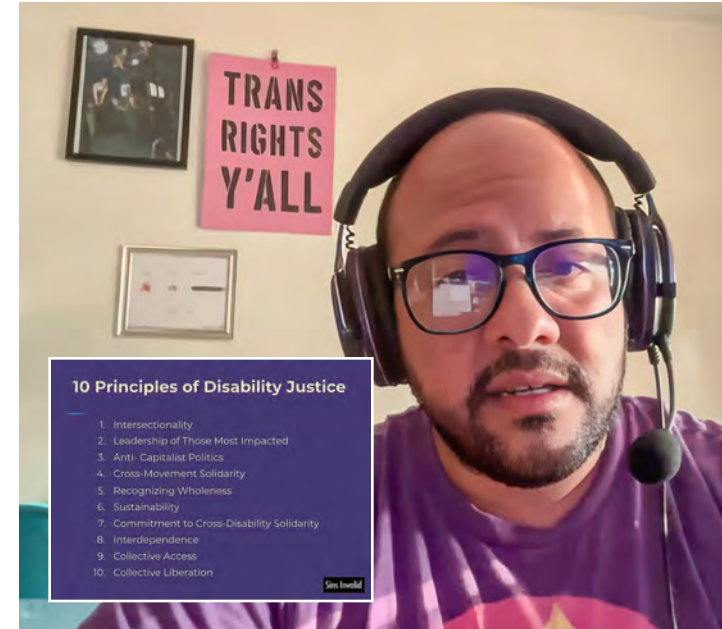 TRANS
RIGHTS
Y'ALL
10 Principles of Disability Justice
1. Intersectionality
2. Leadership of Those Most Impacted
3. Anti- Capitalist Politics
4. Cross-Movement Solidarity
5. Recognizing Wholeness
6. Sustainability
7. Commitment to Cross-Disability Solidarity
8. Interdependence
9. Collective Access
10. Collective Liberation
Sins Invalid